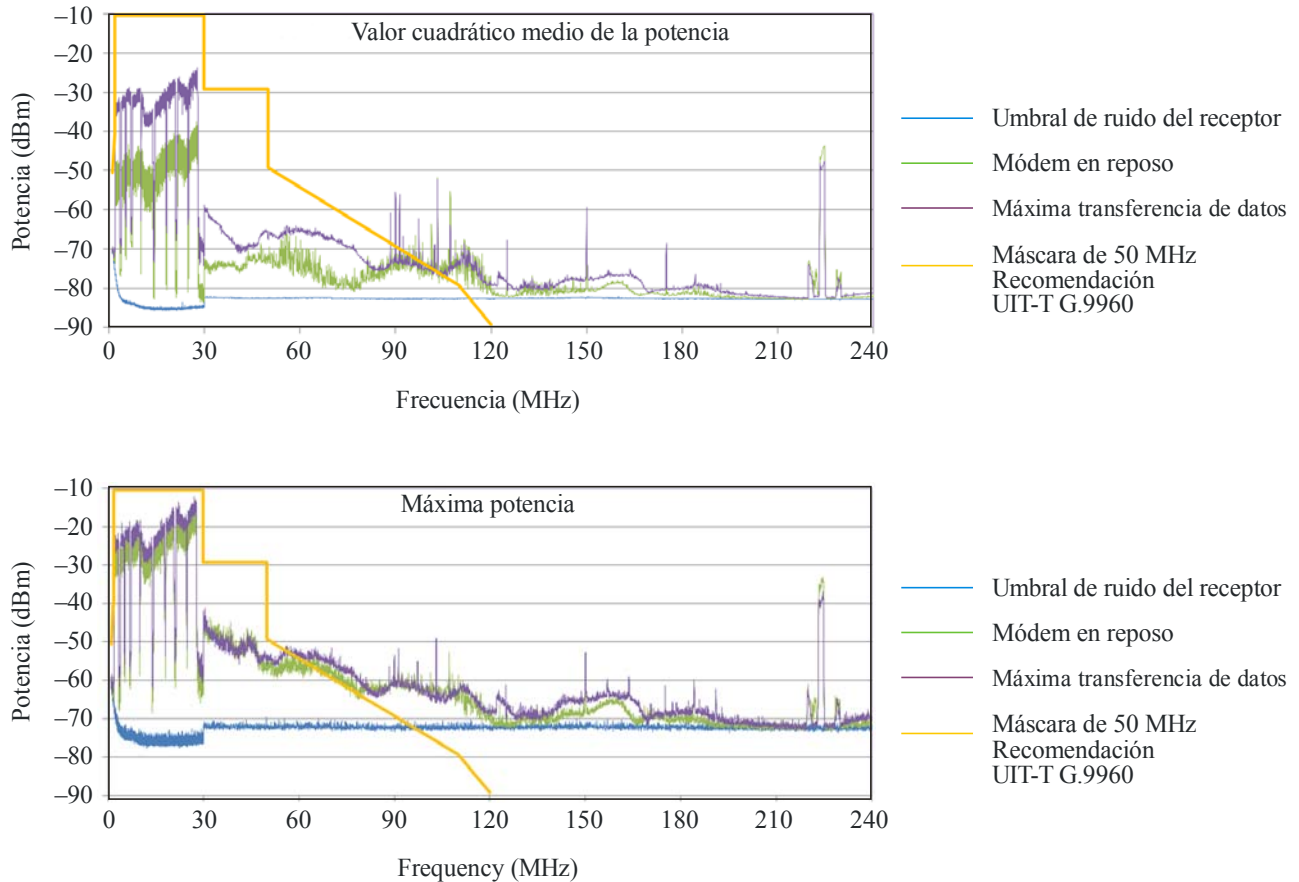 Valor cuadrático medio de la potencia
Potencia (dBm)
–10
–20
–30
–40
–50
–60
–70
–80
–90
0 30 60 90 120 150 180 210 240
Frecuencia (MHz)
Umbral de ruido del receptor
Módem en reposo
Máxima transferencia de datos
Máscara de 50 MHz
Recomendación
UIT-T G.9960
Máxima potencia
Potencia (dBm)
–10
–20
–30
–40
–50
–60
–70
–80
–90
0 30 60 90 120 150 180 210 240
Frequency (MHz)
Umbral de ruido del receptor
Módem en reposo
Máxima transferencia de datos
Máscara de 50 MHz
Recomendación
UIT-T G.9960